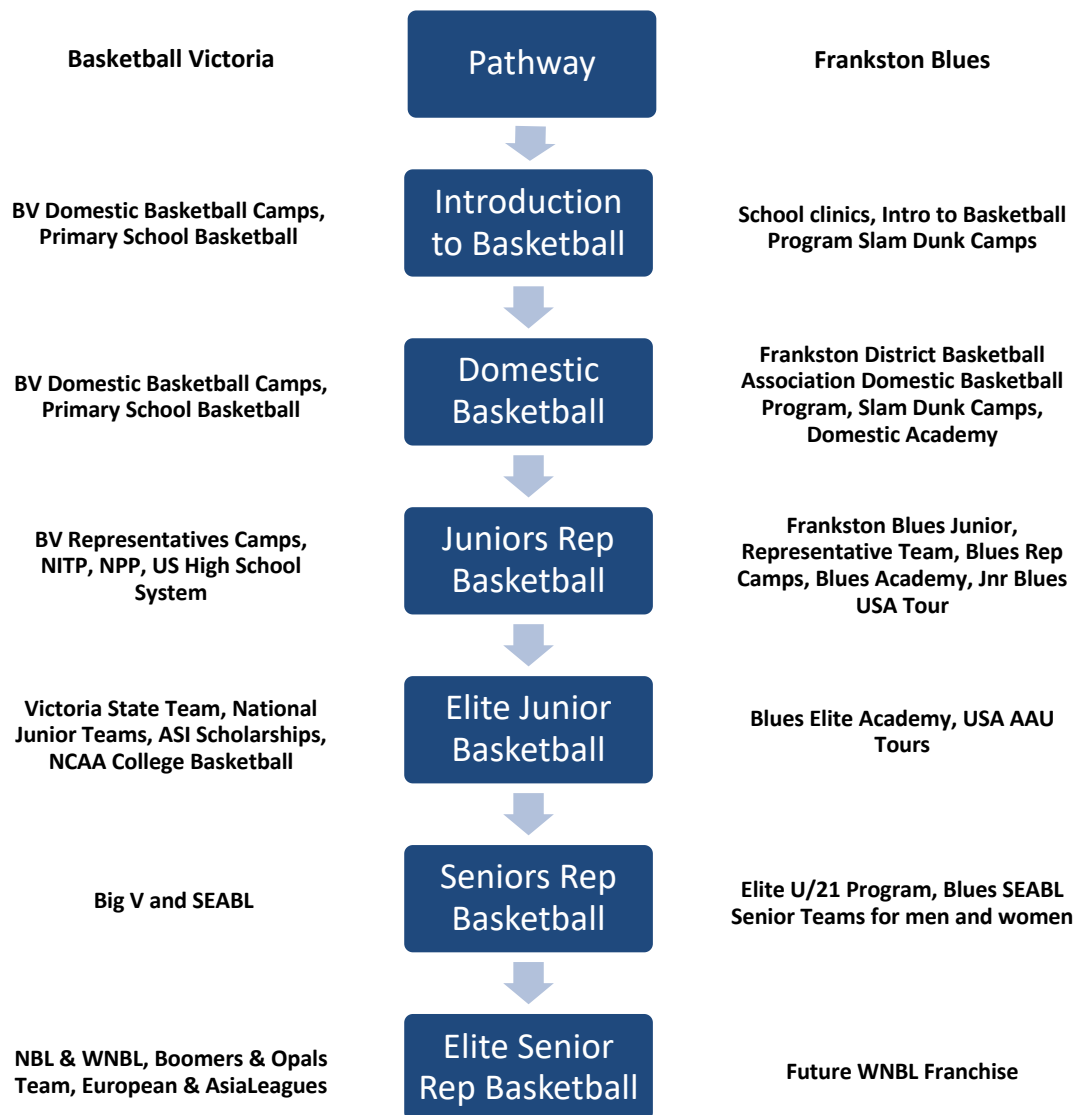 Basketball Victoria
Pathway
Frankston Blues
BV Domestic Basketball Camps,
Primary School Basketball
Introduction
to Basketball
School clinics, Intro to Basketball
Program Slam Dunk Camps
BV Domestic Basketball Camps,
Primary School Basketball
Domestic
Basketball
Frankston District Basketball
Association Domestic Basketball
Program, Slam Dunk Camps,
Domestic Academy
BV Representatives Camps,
NITP, NPP, US High School
System
Juniors Rep
Basketball
Frankston Blues Junior,
Representative Team, Blues Rep
Camps, Blues Academy, Jnr Blues
USA Tour
Victoria State Team, National
Junior Teams, ASI Scholarships,
NCAA College Basketball
Elite Junior
Basketball
Blues Elite Academy, USA AAU
Tours
Big V and SEABL
Seniors Rep
Basketball
Elite U/21 Program, Blues SEABL
Senior Teams for men and women
NBL & WNBL, Boomers & Opals
Team, European & AsiaLeagues
Elite Senior
Rep Basketball
Future WNBL Franchise